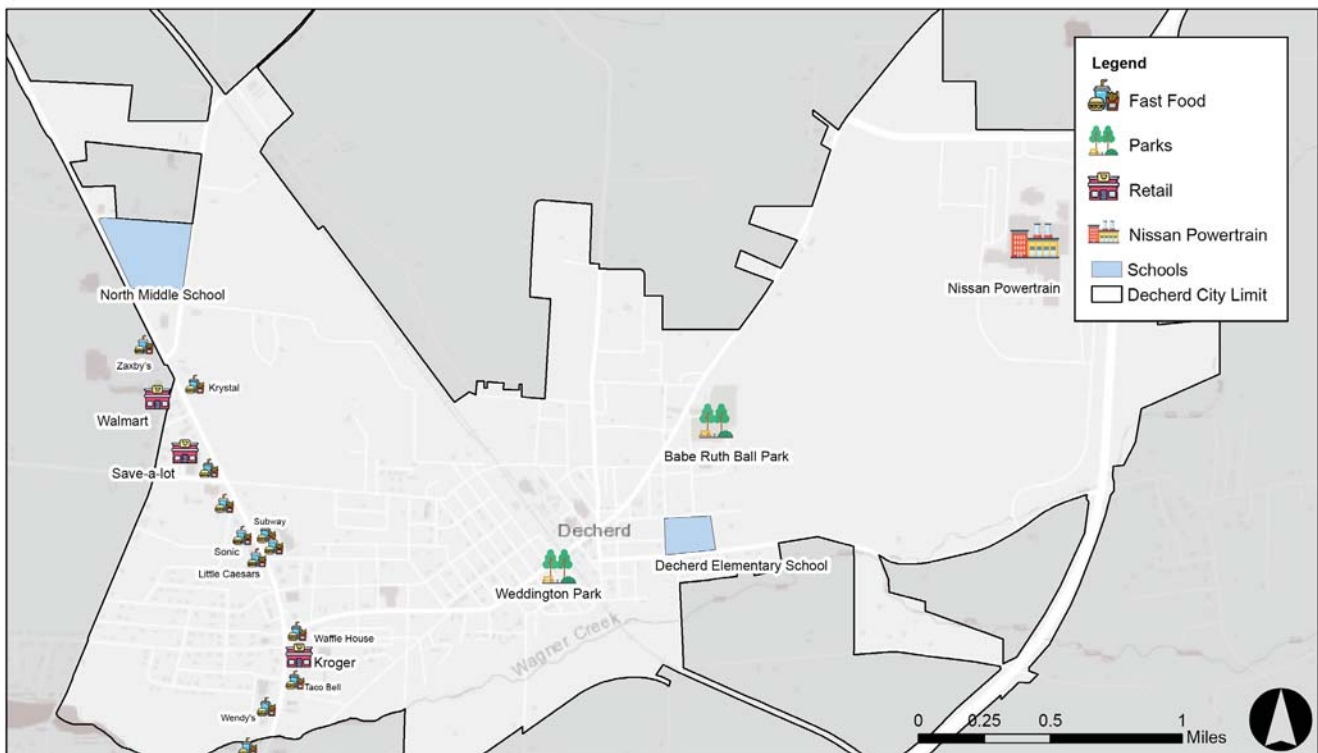 Legend
Fast Food
Parks
Retail
Nissan Powertrain
Schools
Decherd City Limit
Nissan Powertrain
North Middle School
Zaxby's
Krystal
Walmart
Save-a-lot
Babe Ruth Ball Park
Subway
Sonic
Little Caesars
Decherd
Decherd Elementary School
Weddington Park
Waffle House
Kroger
Wagner Creek
Taco Bell
Wendy's
0 0.25 0.5 1
Miles